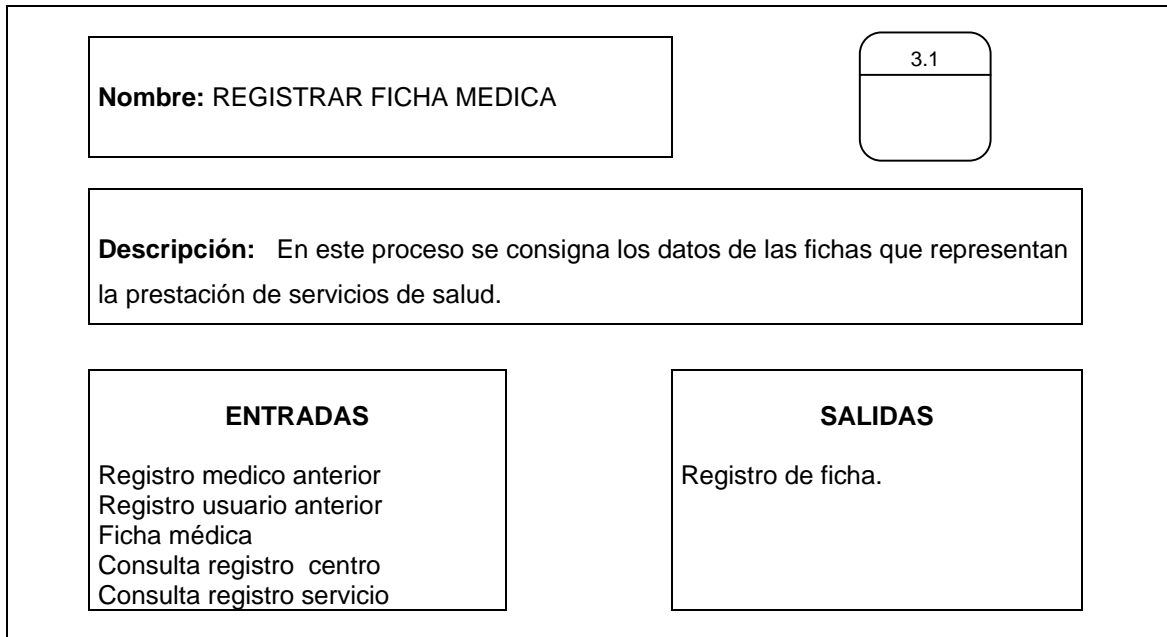 Nombre: REGISTRAR FICHA MEDICA
3.1
Descripción: En este proceso se consigna los datos de las fichas que representan
la prestación de servicios de salud.
ENTRADAS
Registro medico anterior
Registro usuario anterior
Ficha médica
Consulta registro centro
Consulta registro servicio
SALIDAS
Registro de ficha.